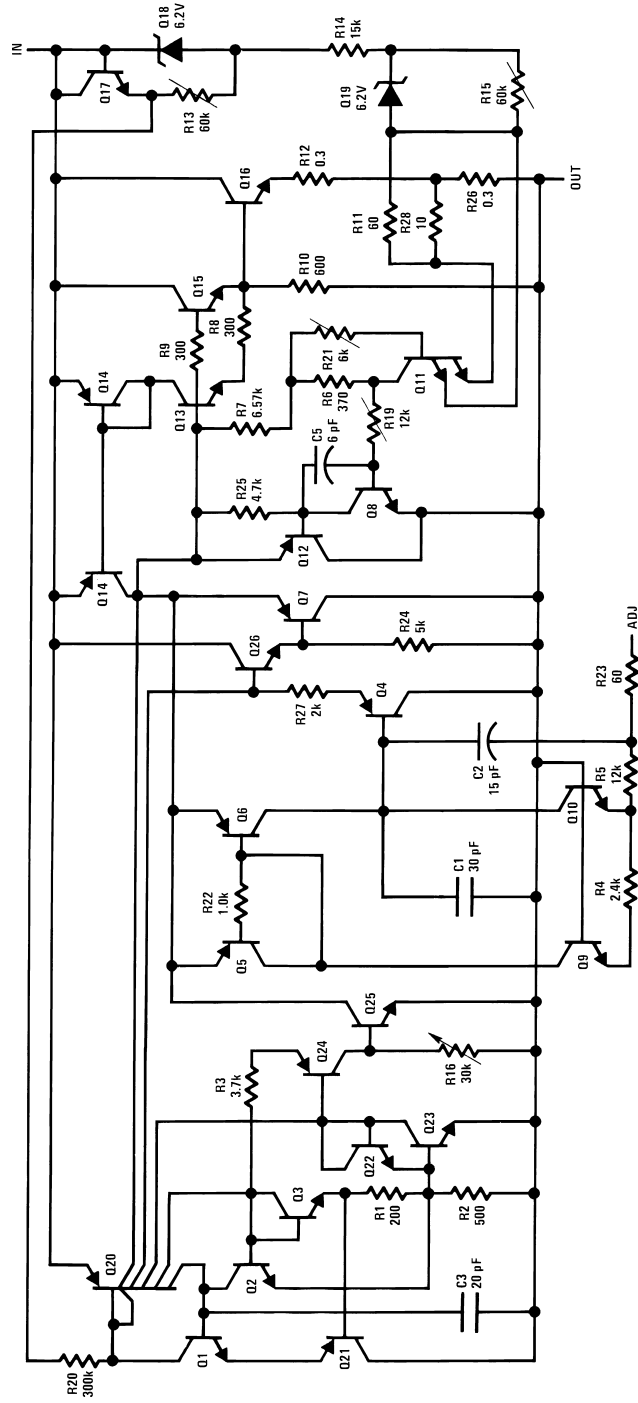 IN
Q18
6.2V
Q17
R13
60k
R14
15k
Q19
6.2V
R15
60k
Q16
R12
0.3
R11
60
R28
10
R26
0.3
OUT
Q15
R10
600
R9
300
R8
300
Q14
Q13
R7
6.57k
R21
6k
R6
370
Q11
R19
12k
C5
6 pF
R25
4.7k
Q8
Q12
Q14
Q7
Q26
R24
5k
R27
2k
Q4
ADJ
R23
60
C2
15 pF
R5
12k
Q6
Q10
R22
1.0k
C1
30 pF
R4
2.4k
Q5
Q9
Q25
Q24
R16
30k
R3
3.7k
Q23
Q22
Q3
R1
200
R2
500
Q20
Q2
C3
20 pF
Q1
Q21
R20
300k